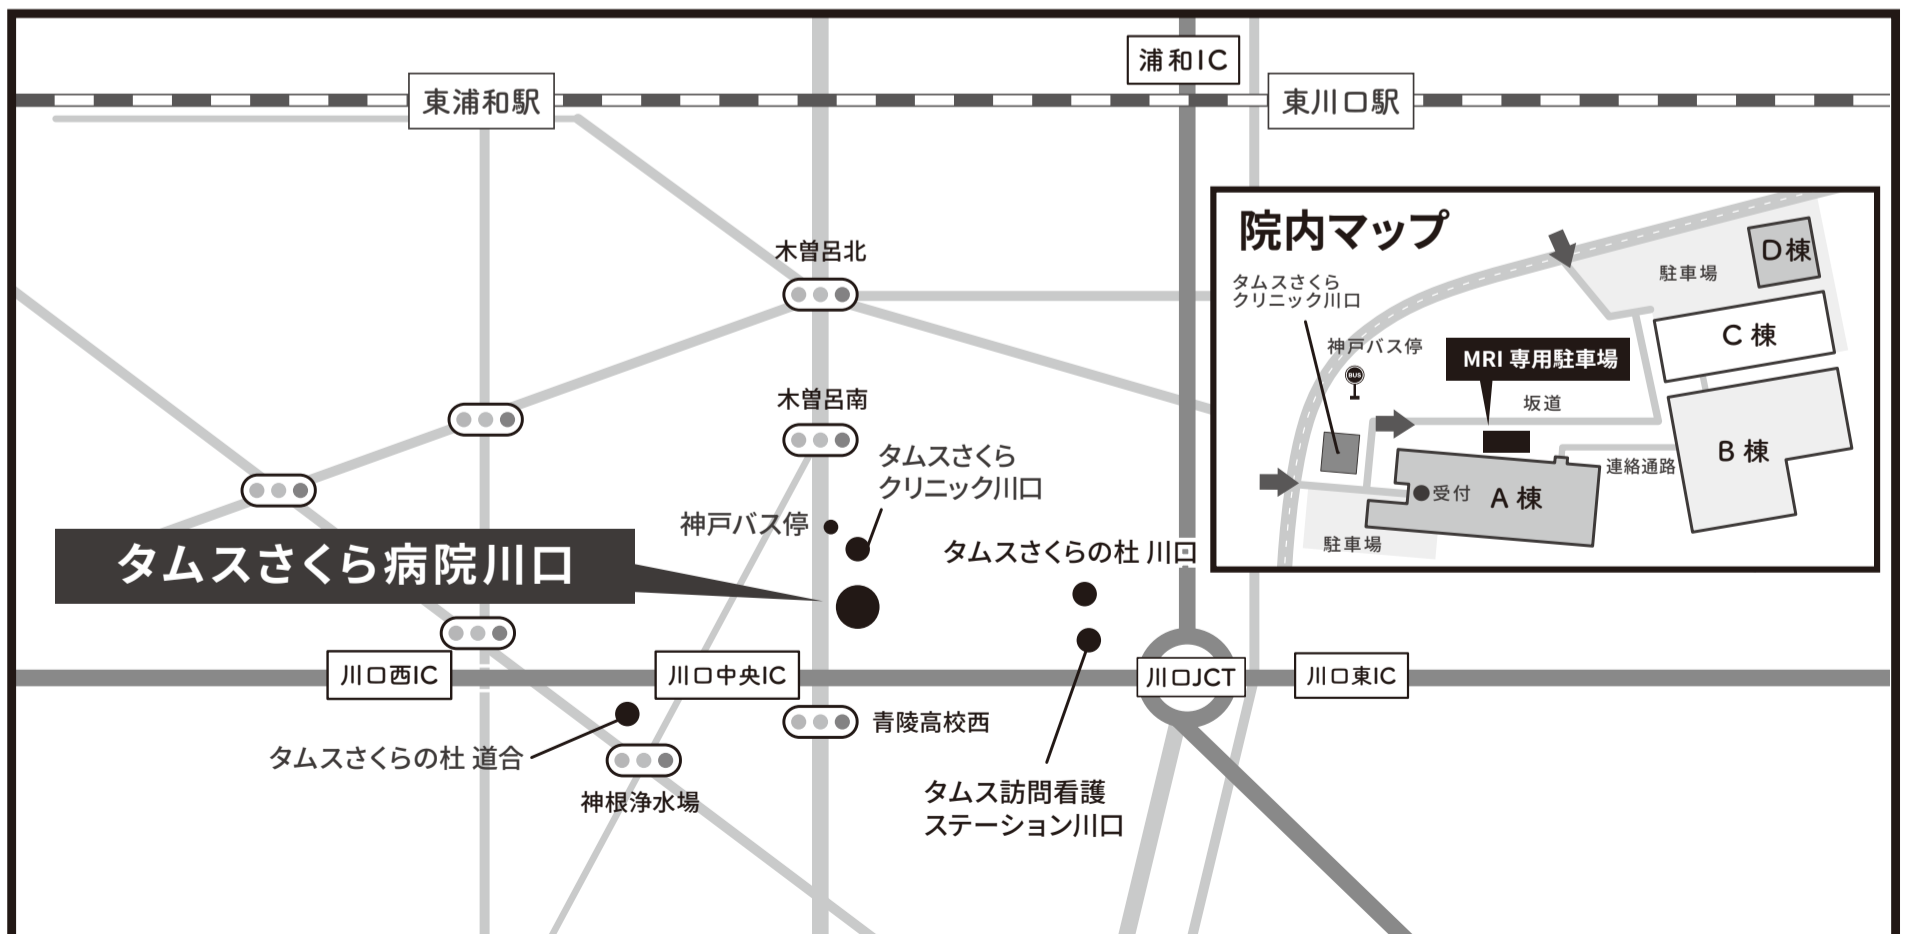 浦和IC
東浦和駅
東川口駅
木曽呂北
木曽呂南
タムスさくら
クリニック川口
神戸バス停
タムスさくらの杜 川口
タムスさくら病院川口
川口西IC
川口中央IC
川口JCT
川口東IC
青陵高校西
タムスさくらの杜 道合
神根浄水場
タムス訪問看護
ステーション川口
院内マップ
タムスさくら
クリニック川口
駐車場
D棟
C棟
神戸バス停
BUS
MRI 専用駐車場
坂道
B棟
連絡通路
受付
A棟
駐車場